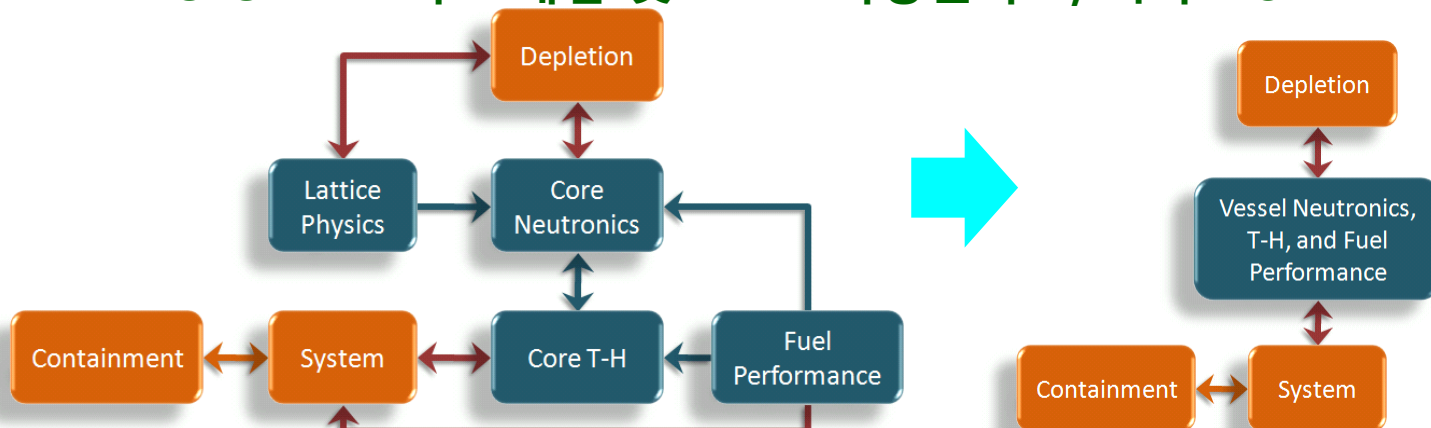 Depletion
Lattice
Physics
Core
Neutronics
Containment
System
Core T-H
Fuel
Performance
Depletion
Vessel Neutronics,
T-H, and Fuel
Performance
Containment
System